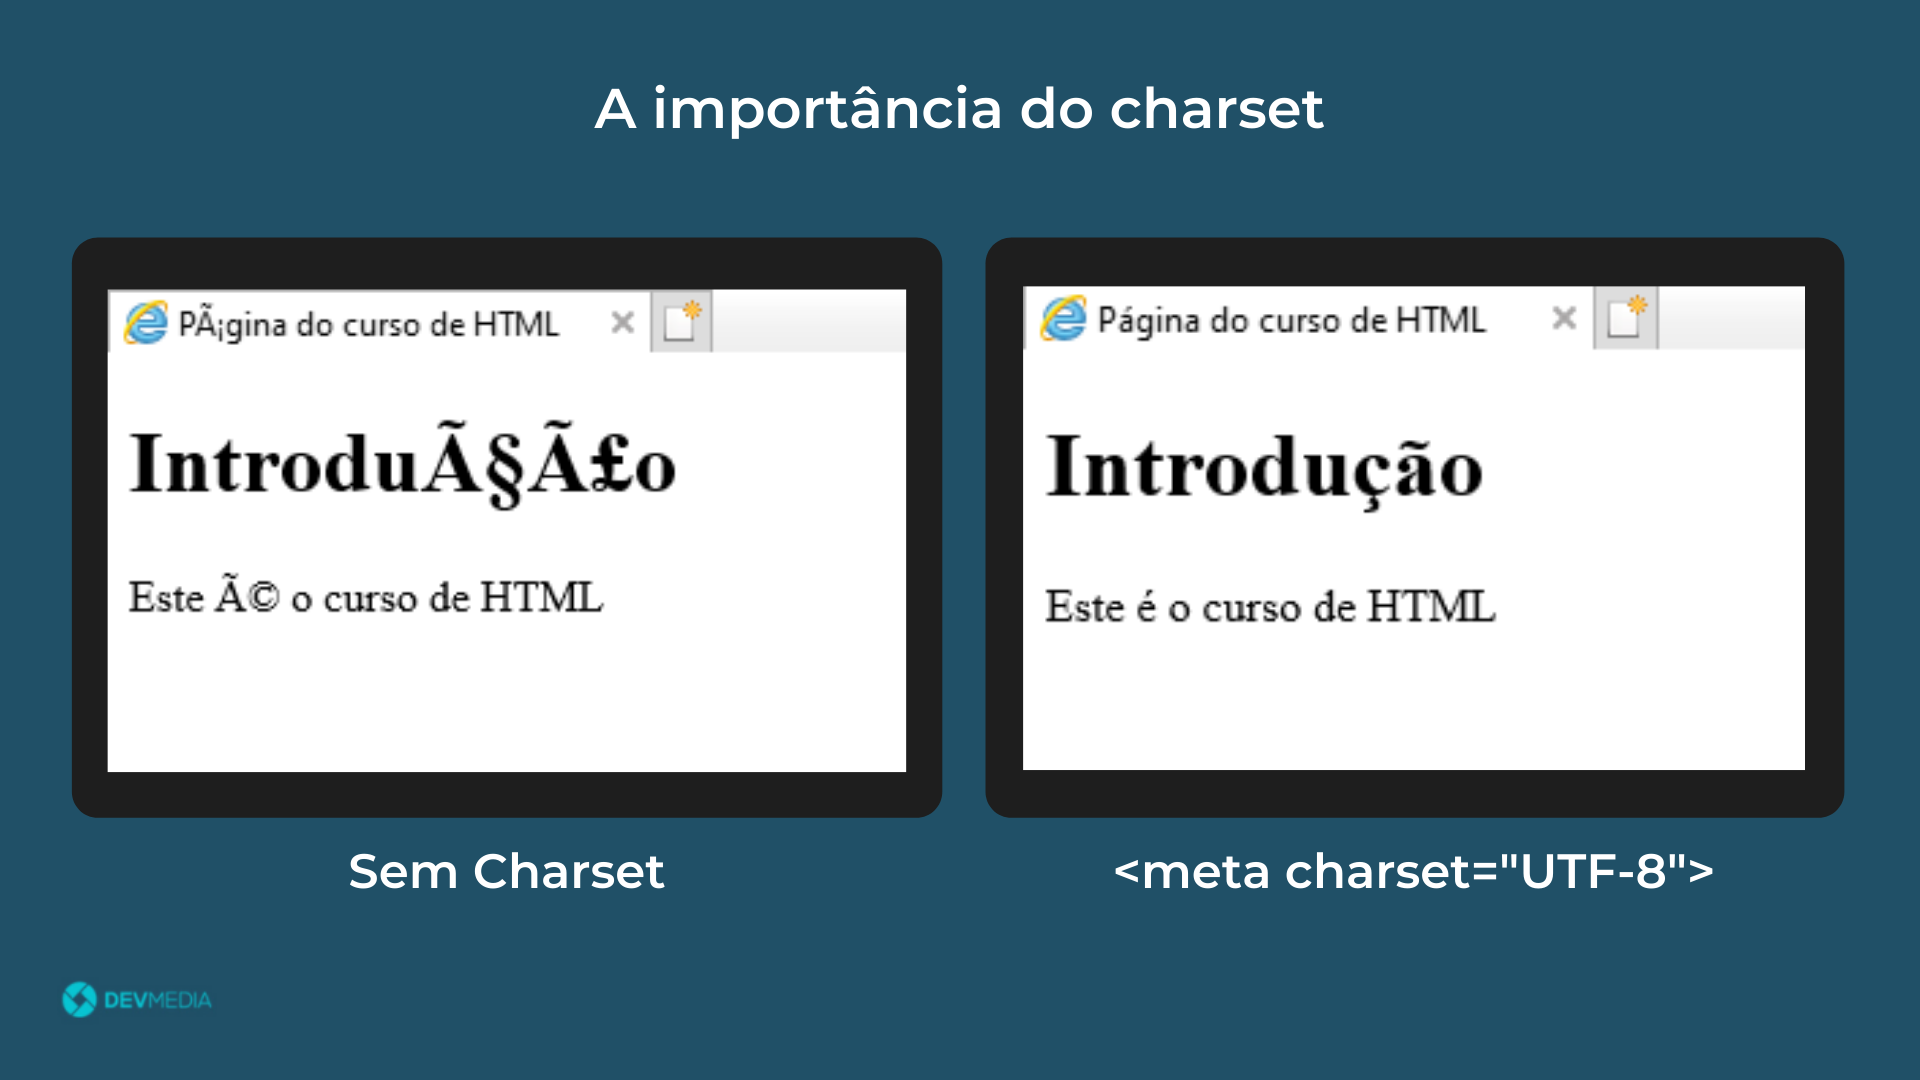 A importância do charset
PÃ¡gina do curso de HTML
IntroduÃ§Ã£o
Este Ã© o curso de HTML
Sem Charset
Página do curso de HTML
Introdução
Este é o curso de HTML
<meta charset="UTF-8">
DEVMEDIA